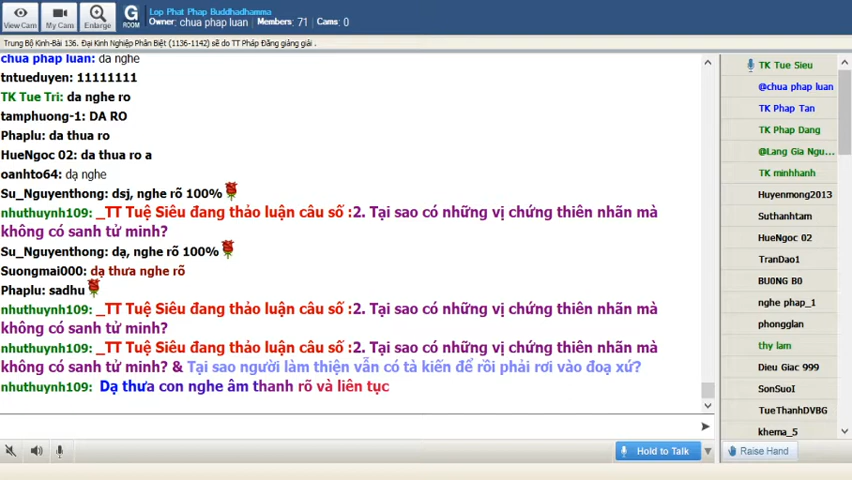 View Cam
My Cam
Enlarge
G
ROOM
Lop Phat Phap Buddhadhamma
Owner: chua phap luan Members: 71 Cams: 0
Trung Bộ Kinh-Bài 136. Đại Kinh Nghiệp Phân Biệt (1136-1142) sẽ do TT Pháp Đăng giảng giải .
chua phap luan: da nghe
tntueduyen: 11111111
TK Tue Tri: da nghe ro
tamphuong-1: DA RO
Phaplu: da thua ro
HueNgoc 02: da thua ro a
oanhto64: dạ nghe
Su_Nguyenthong: dsj, nghe rõ 100%
nhuthuynh109: _TT Tuệ Siêu đang thảo luận câu số :2. Tại sao có những vị chứng thiên nhãn mà
không có sanh tử minh?
Su_Nguyenthong: dạ, nghe rõ 100%
Suongmai000: dạ thưa nghe rõ
Phaplu: sadhu
nhuthuynh109: _TT Tuệ Siêu đang thảo luận câu số :2. Tại sao có những vị chứng thiên nhãn mà
không có sanh tử minh?
nhuthuynh109: _TT Tuệ Siêu đang thảo luận câu số :2. Tại sao có những vị chứng thiên nhãn mà
không có sanh tử minh? & Tại sao người làm thiện vẫn có tà kiến để rồi phải rơi vào đoạ xứ?
nhuthuynh109: Dạ thưa con nghe âm thanh rõ và liên tục
TK Tue Sieu
@chua phap luan
TK Phap Tan
TK Phap Dang
@Lang Gia Ngu...
TK minhhanh
Huyenmong2013
Suthanhtam
HueNgoc 02
TranDao1
BU0NG B0
nghe phap_1
phongglan
thy lam
Dieu Giac 999
SonSuoI
TueThanhDVBG
khema_5
Hold to Talk
Raise Hand